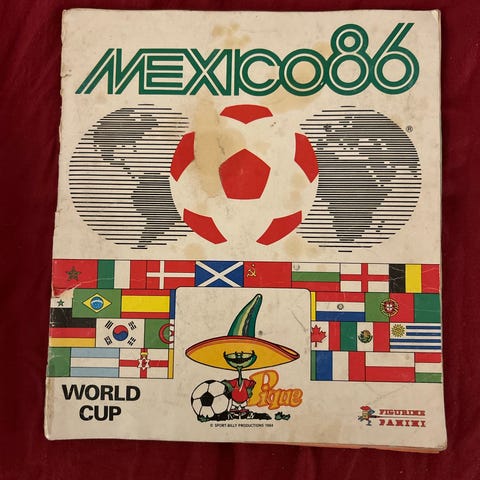 MEXICO86
®
Pique
WORLD
CUP
© SPORT-BILLY PRODUCTIONS 1984
FIGURINE
PANINI